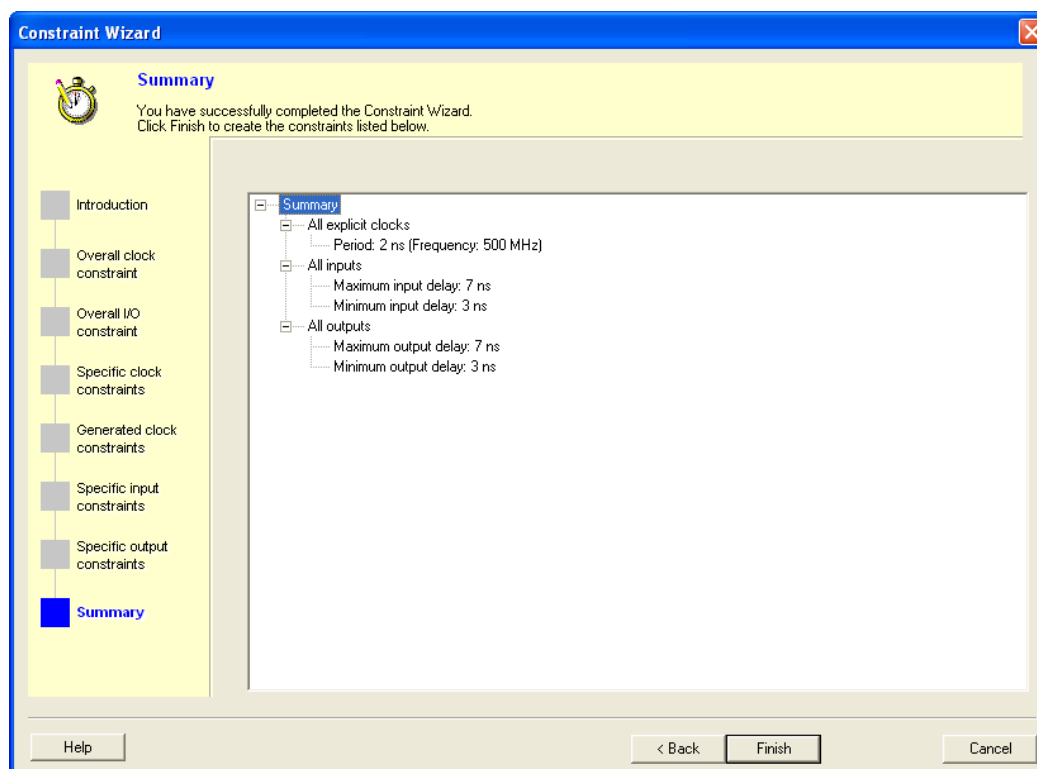 Constraint Wizard
Summary
You have successfully completed the Constraint Wizard.
Click Finish to create the constraints listed below.
Introduction
Overall clock
constraint
Overall I/O
constraint
Specific clock
constraints
Generated clock
constraints
Specific input
constraints
Specific output
constraints
Summary
Summary
All explicit clocks
Period: 2 ns (Frequency: 500 MHz)
All inputs
Maximum input delay: 7 ns
Minimum input delay: 3 ns
All outputs
Maximum output delay: 7 ns
Minimum output delay: 3 ns
Help
< Back
Finish
Cancel